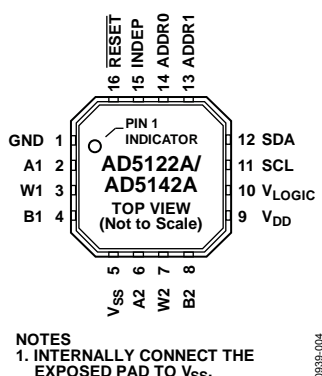 16 RESET
15 INDEP
14 ADDR0
13 ADDR1
PIN 1
INDICATOR
GND 1
A1 2
W1 3
B1 4
AD5122A/
AD5142A
TOP VIEW
(Not to Scale)
12 SDA
11 SCL
10 VLOGIC
9 VDD
5 VSS
6 A2
7 W2
8 B2
NOTES
1. INTERNALLY CONNECT THE
EXPOSED PAD TO VSS.
0939-004